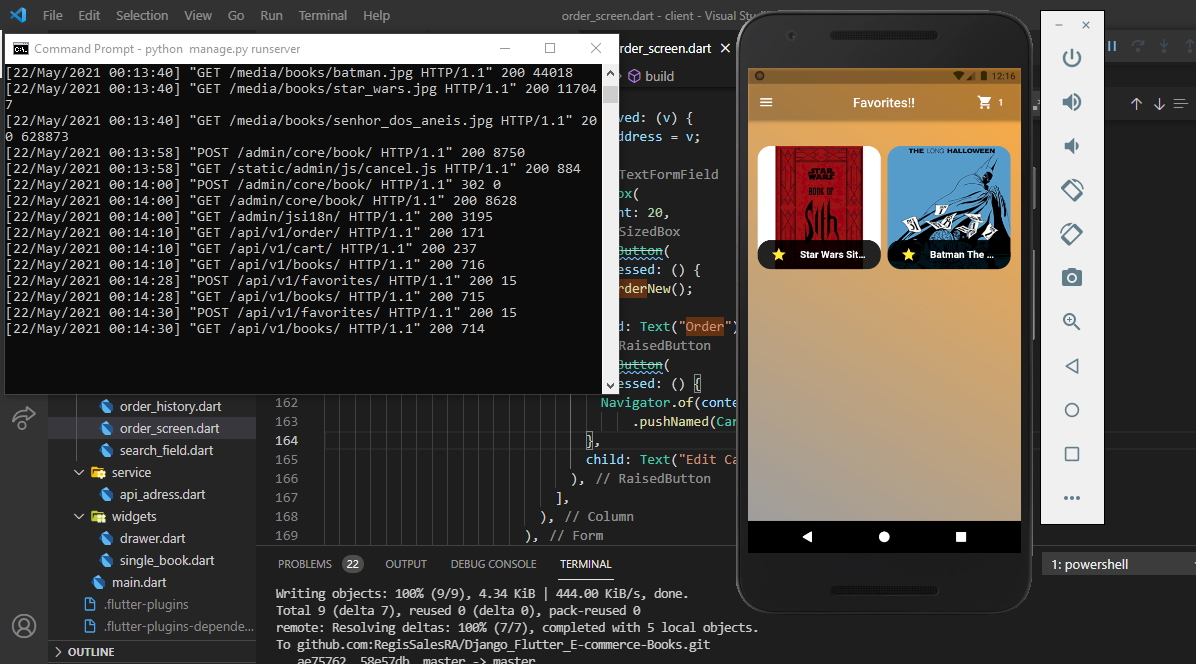 File Edit Selection View Go Run Terminal Help
order_screen.dart - client - Visual Stu
Command Prompt - python manage.py runserver
[22/May/2021 00:13:40] "GET /media/books/batman.jpg HTTP/1.1" 200 44018
[22/May/2021 00:13:40] "GET /media/books/star_wars.jpg HTTP/1.1" 200 11704
7
[22/May/2021 00:13:40] "GET /media/books/senhor_dos_aneis.jpg HTTP/1.1" 20
0 628873
[22/May/2021 00:13:58] "POST /admin/core/book/ HTTP/1.1" 200 8750
[22/May/2021 00:13:58] "GET /static/admin/js/cancel.js HTTP/1.1" 200 884
[22/May/2021 00:14:00] "POST /admin/core/book/ HTTP/1.1" 302 0
[22/May/2021 00:14:00] "GET /admin/core/book/ HTTP/1.1" 200 8628
[22/May/2021 00:14:00] "GET /admin/jsi18n/ HTTP/1.1" 200 3195
[22/May/2021 00:14:10] "GET /api/v1/order/ HTTP/1.1" 200 171
[22/May/2021 00:14:10] "GET /api/v1/cart/ HTTP/1.1" 200 237
[22/May/2021 00:14:10] "GET /api/v1/books/ HTTP/1.1" 200 716
[22/May/2021 00:14:28] "POST /api/v1/favorites/ HTTP/1.1" 200 15
[22/May/2021 00:14:28] "GET /api/v1/books/ HTTP/1.1" 200 715
[22/May/2021 00:14:30] "POST /api/v1/favorites/ HTTP/1.1" 200 15
[22/May/2021 00:14:30] "GET /api/v1/books/ HTTP/1.1" 200 714
rder_screen.dart
build
ved: (v) {
ddress = v;
TextFormField
ox(
ht: 20,
SizedBox
Button(
essed: () {
rderNew();
d: Text("Order")
RaisedButton
Button(
essed: () {
162 Navigator.of(conte
163 .pushNamed(Car
164 },
165 child: Text("Edit Ca
166 ), // RaisedButton
167 ],
168 ), // Column
169 ), // Form
order_history.dart
order_screen.dart
search_field.dart
service
api_adress.dart
widgets
drawer.dart
single_book.dart
main.dart
.flutter-plugins
.flutter-plugins-depende...
OUTLINE
PROBLEMS 22 OUTPUT DEBUG CONSOLE TERMINAL
1: powershell
Writing objects: 100% (9/9), 4.34 KiB | 444.00 KiB/s, done.
Total 9 (delta 7), reused 0 (delta 0), pack-reused 0
remote: Resolving deltas: 100% (7/7), completed with 5 local objects.
To github.com:RegisSalesRA/Django_Flutter_E-commerce-Books.git
ae75762..58e57db master -> master
12:16
Favorites!!
1
STAR
WARS
BOOK OF
Sith
Star Wars Sit...
THE LONG HALLOWEEN
Batman The ...